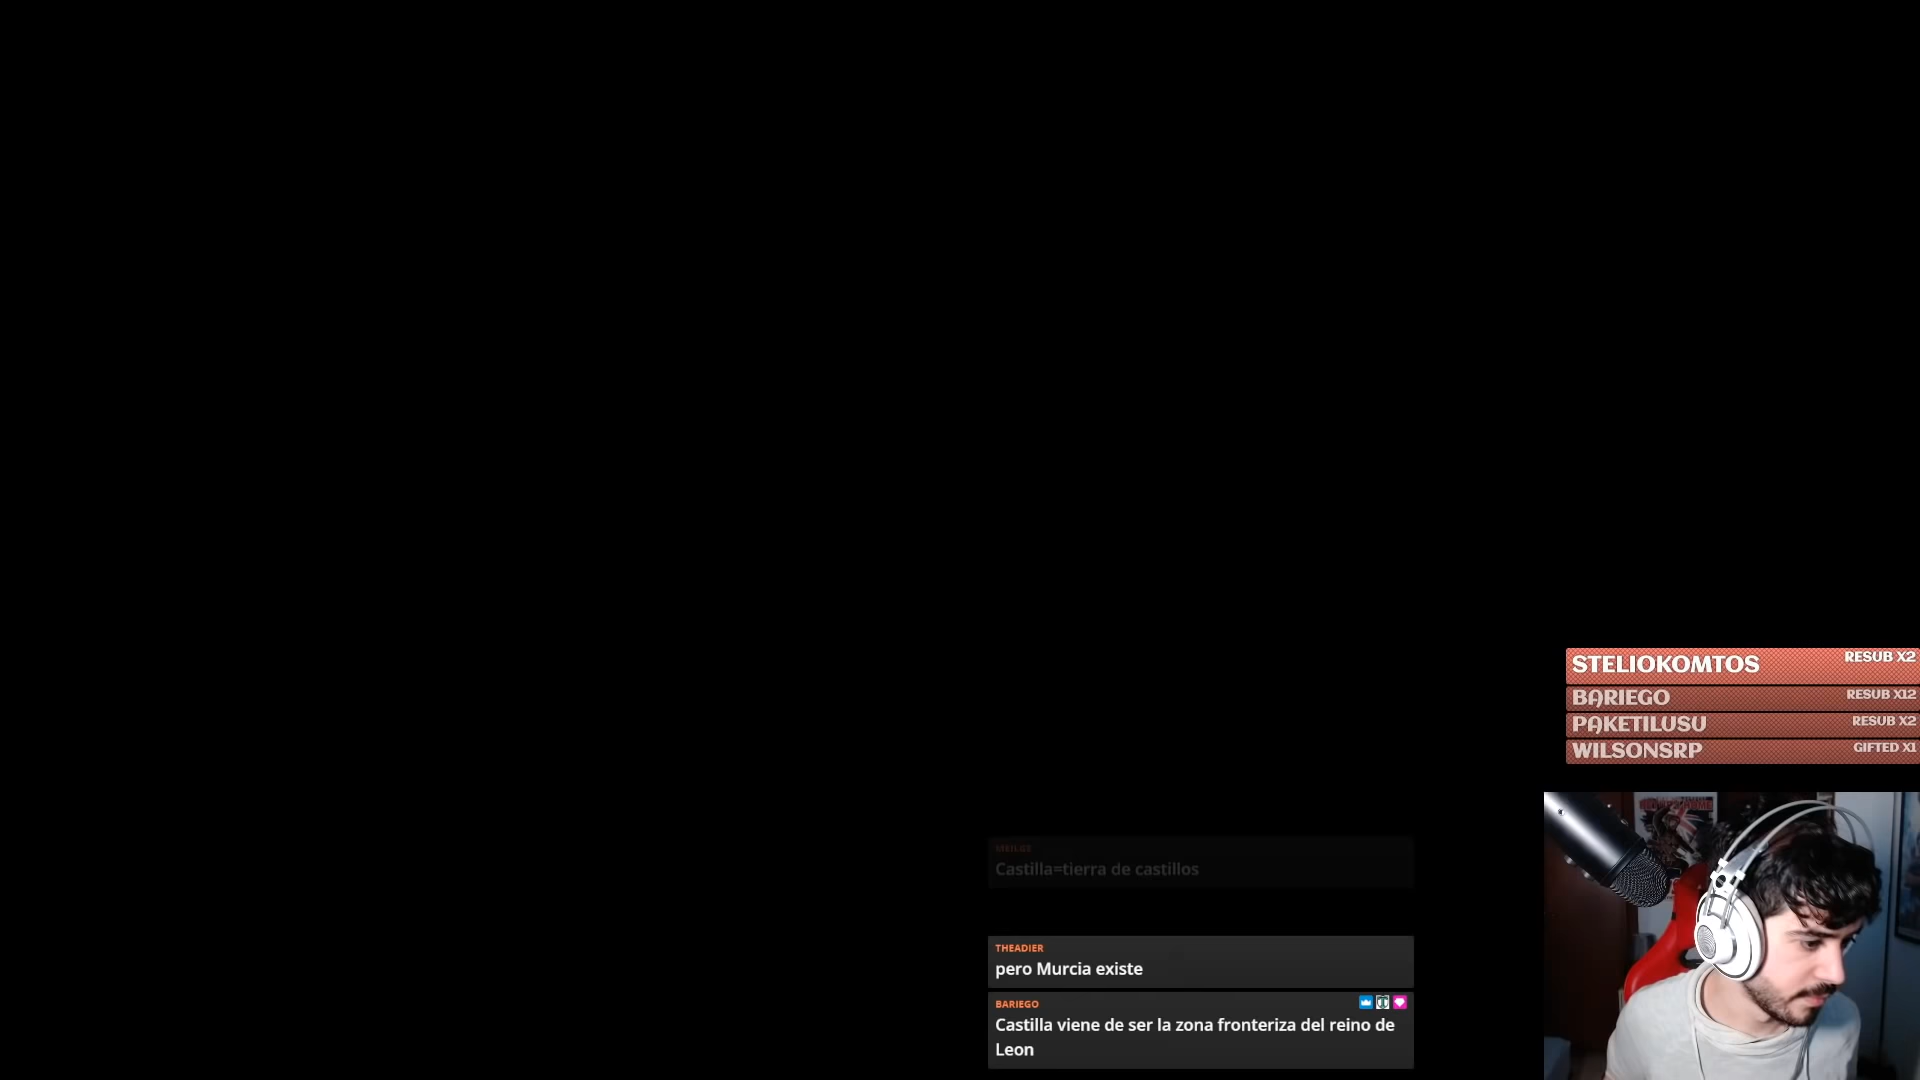 STELIOKOMTOS RESUB X2
BARIEGO RESUB X12
PAKETILUSU RESUB X2
WILSONSRP GIFTED X1
Castilla=tierra de castillos
THEADIER
pero Murcia existe
BARIEGO
Castilla viene de ser la zona fronteriza del reino de
Leon